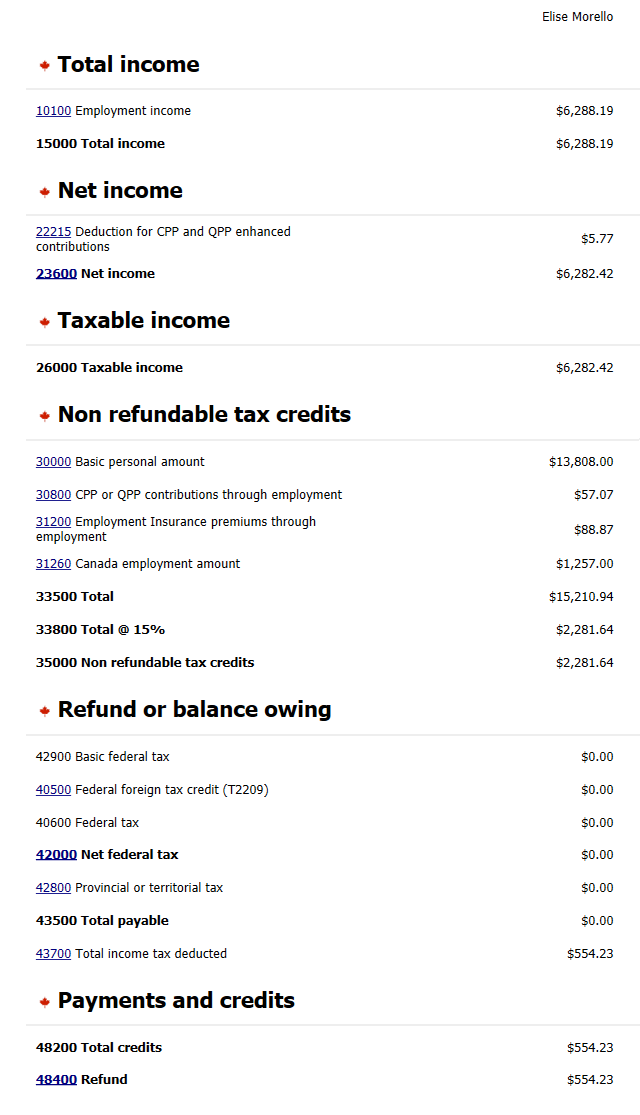 Elise Morello
Total income
10100 Employment income $6,288.19
15000 Total income $6,288.19
Net income
22215 Deduction for CPP and QPP enhanced
contributions $5.77
23600 Net income $6,282.42
Taxable income
26000 Taxable income $6,282.42
Non refundable tax credits
30000 Basic personal amount $13,808.00
30800 CPP or QPP contributions through employment $57.07
31200 Employment Insurance premiums through
employment $88.87
31260 Canada employment amount $1,257.00
33500 Total $15,210.94
33800 Total @ 15% $2,281.64
35000 Non refundable tax credits $2,281.64
Refund or balance owing
42900 Basic federal tax $0.00
40500 Federal foreign tax credit (T2209) $0.00
40600 Federal tax $0.00
42000 Net federal tax $0.00
42800 Provincial or territorial tax $0.00
43500 Total payable $0.00
43700 Total income tax deducted $554.23
Payments and credits
48200 Total credits $554.23
48400 Refund $554.23